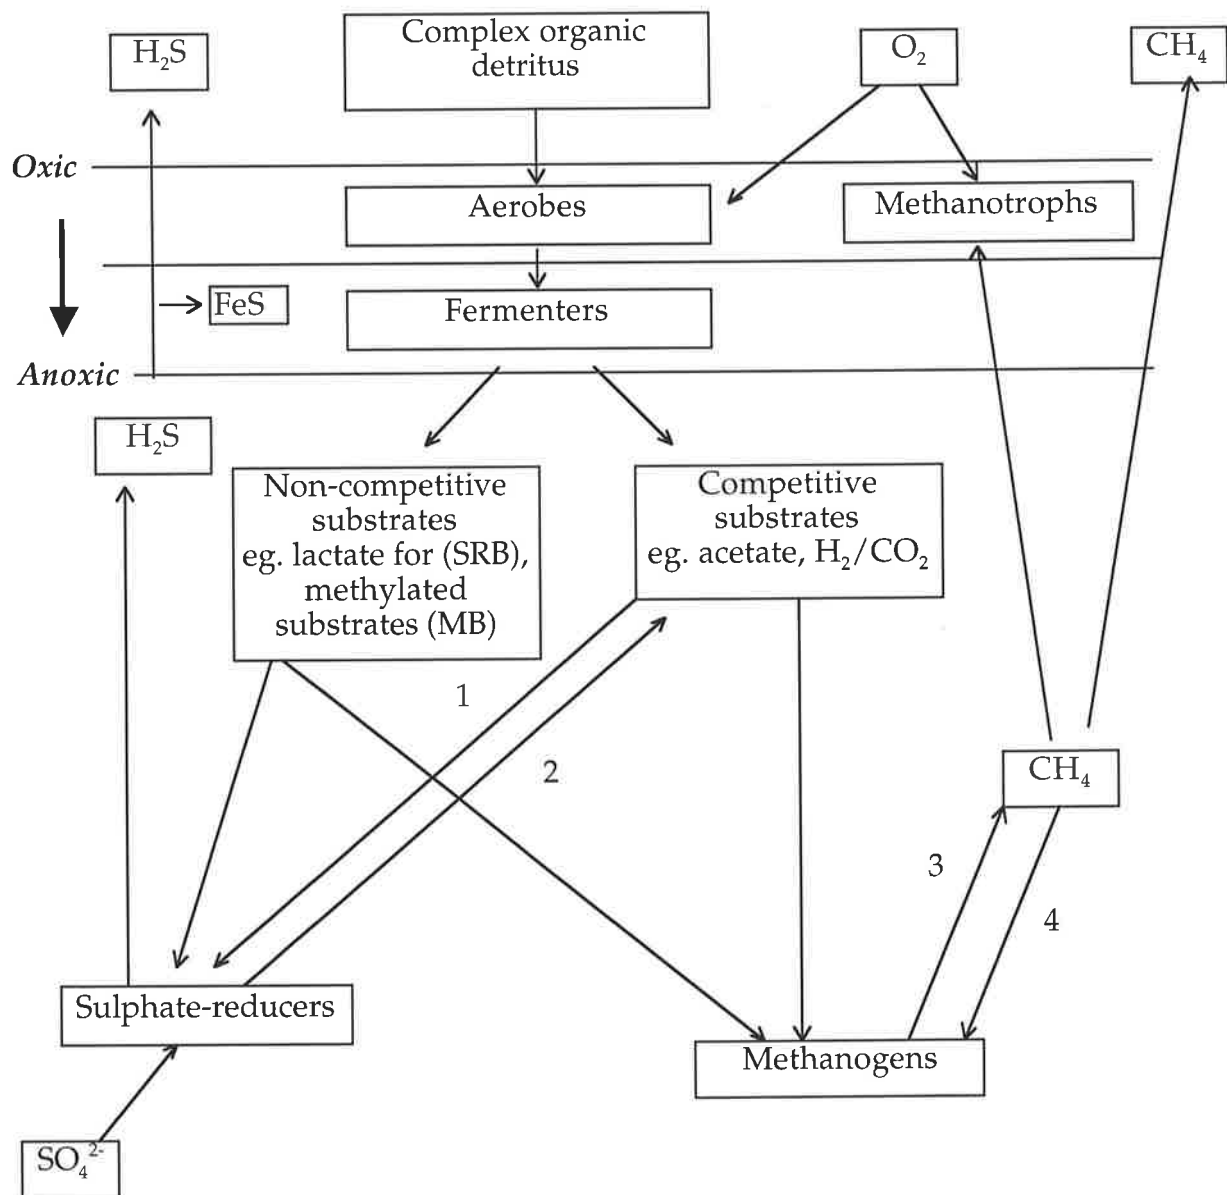 H₂S
Complex organic
detritus
O₂
CH₄
Oxic
Aerobes
Methanotrophs
FeS
Fermenters
Anoxic
H₂S
Non-competitive
substrates
eg. lactate for (SRB),
methylated
substrates (MB)
Competitive
substrates
eg. acetate, H₂/CO₂
1
2
CH₄
3
4
Sulphate-reducers
Methanogens
SO₄²⁻